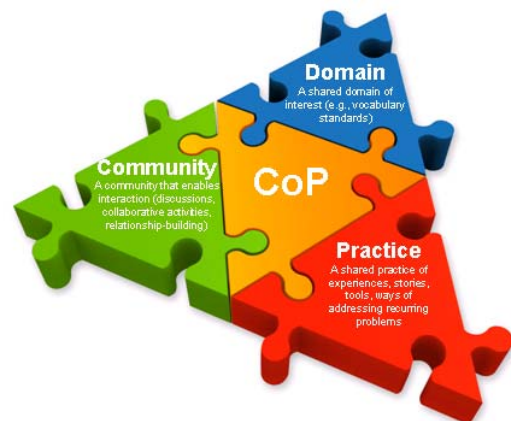 Domain
A shared domain of
interest (e.g., vocabulary
standards)
Community
A community that enables
interaction (discussions,
collaborative activities,
relationship-building)
CoP
Practice
A shared practice of
experiences, stories,
tools, ways of
addressing recurring
problems